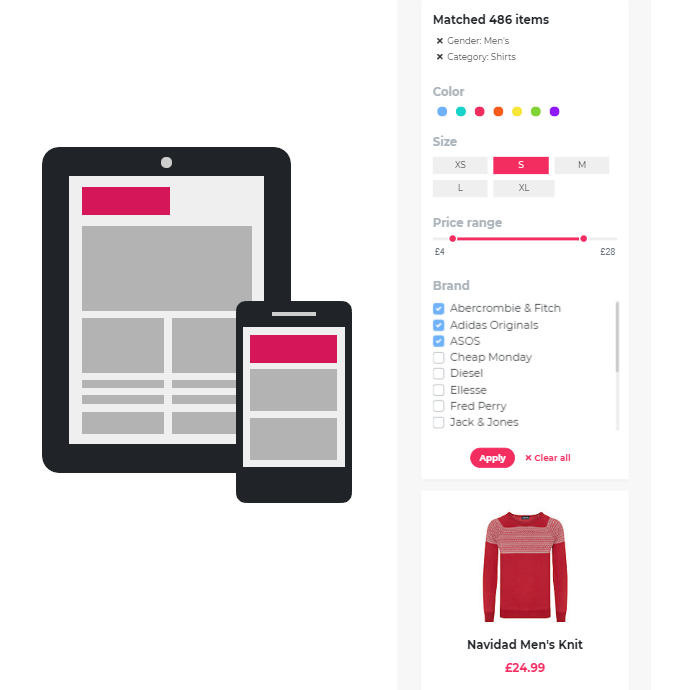 Matched 486 items
× Gender: Men's
× Category: Shirts
Color
Size
XS S M
L XL
Price range
£4 £28
Brand
Abercrombie & Fitch
Adidas Originals
ASOS
Cheap Monday
Diesel
Ellesse
Fred Perry
Jack & Jones
Apply × Clear all
Navidad Men's Knit
£24.99